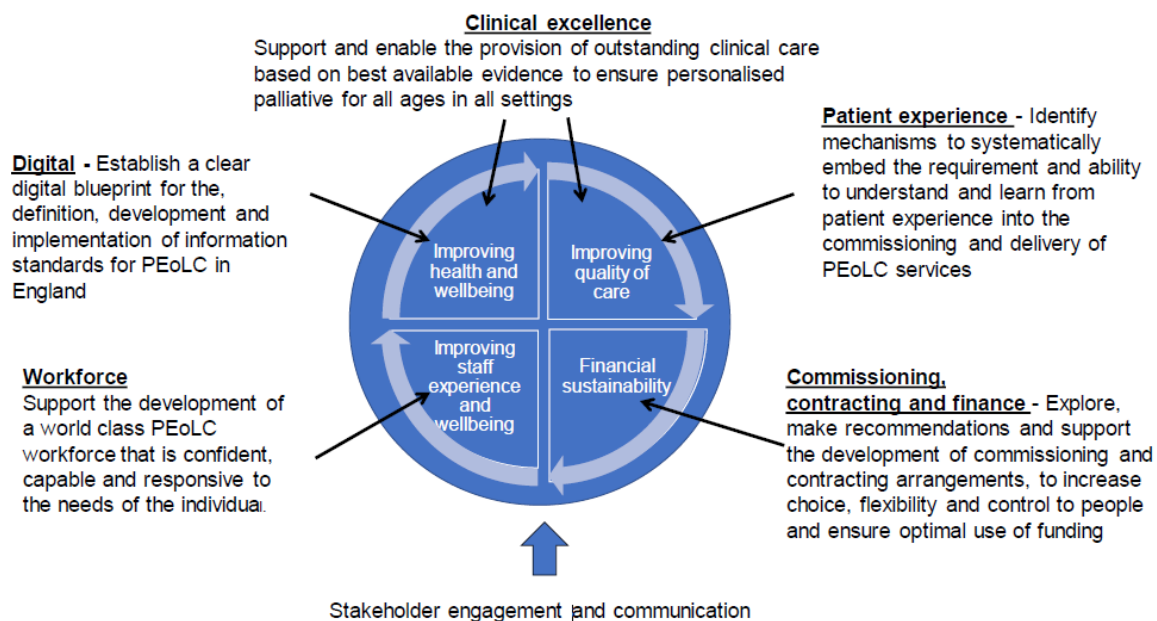 Clinical excellence
Support and enable the provision of outstanding clinical care
based on best available evidence to ensure personalised
palliative for all ages in all settings
Digital - Establish a clear
digital blueprint for the,
definition, development and
implementation of information
standards for PEoLC in
England
Patient experience - Identify
mechanisms to systematically
embed the requirement and ability
to understand and learn from
patient experience into the
commissioning and delivery of
PEoLC services
Improving
health and
wellbeing
Improving
quality of
care
Improving
staff
experience
and
wellbeing
Financial
sustainability
Workforce
Support the development of
a world class PEoLC
workforce that is confident,
capable and responsive to
the needs of the individual.
Commissioning,
contracting and finance - Explore,
make recommendations and support
the development of commissioning and
contracting arrangements, to increase
choice, flexibility and control to people
and ensure optimal use of funding
Stakeholder engagement and communication